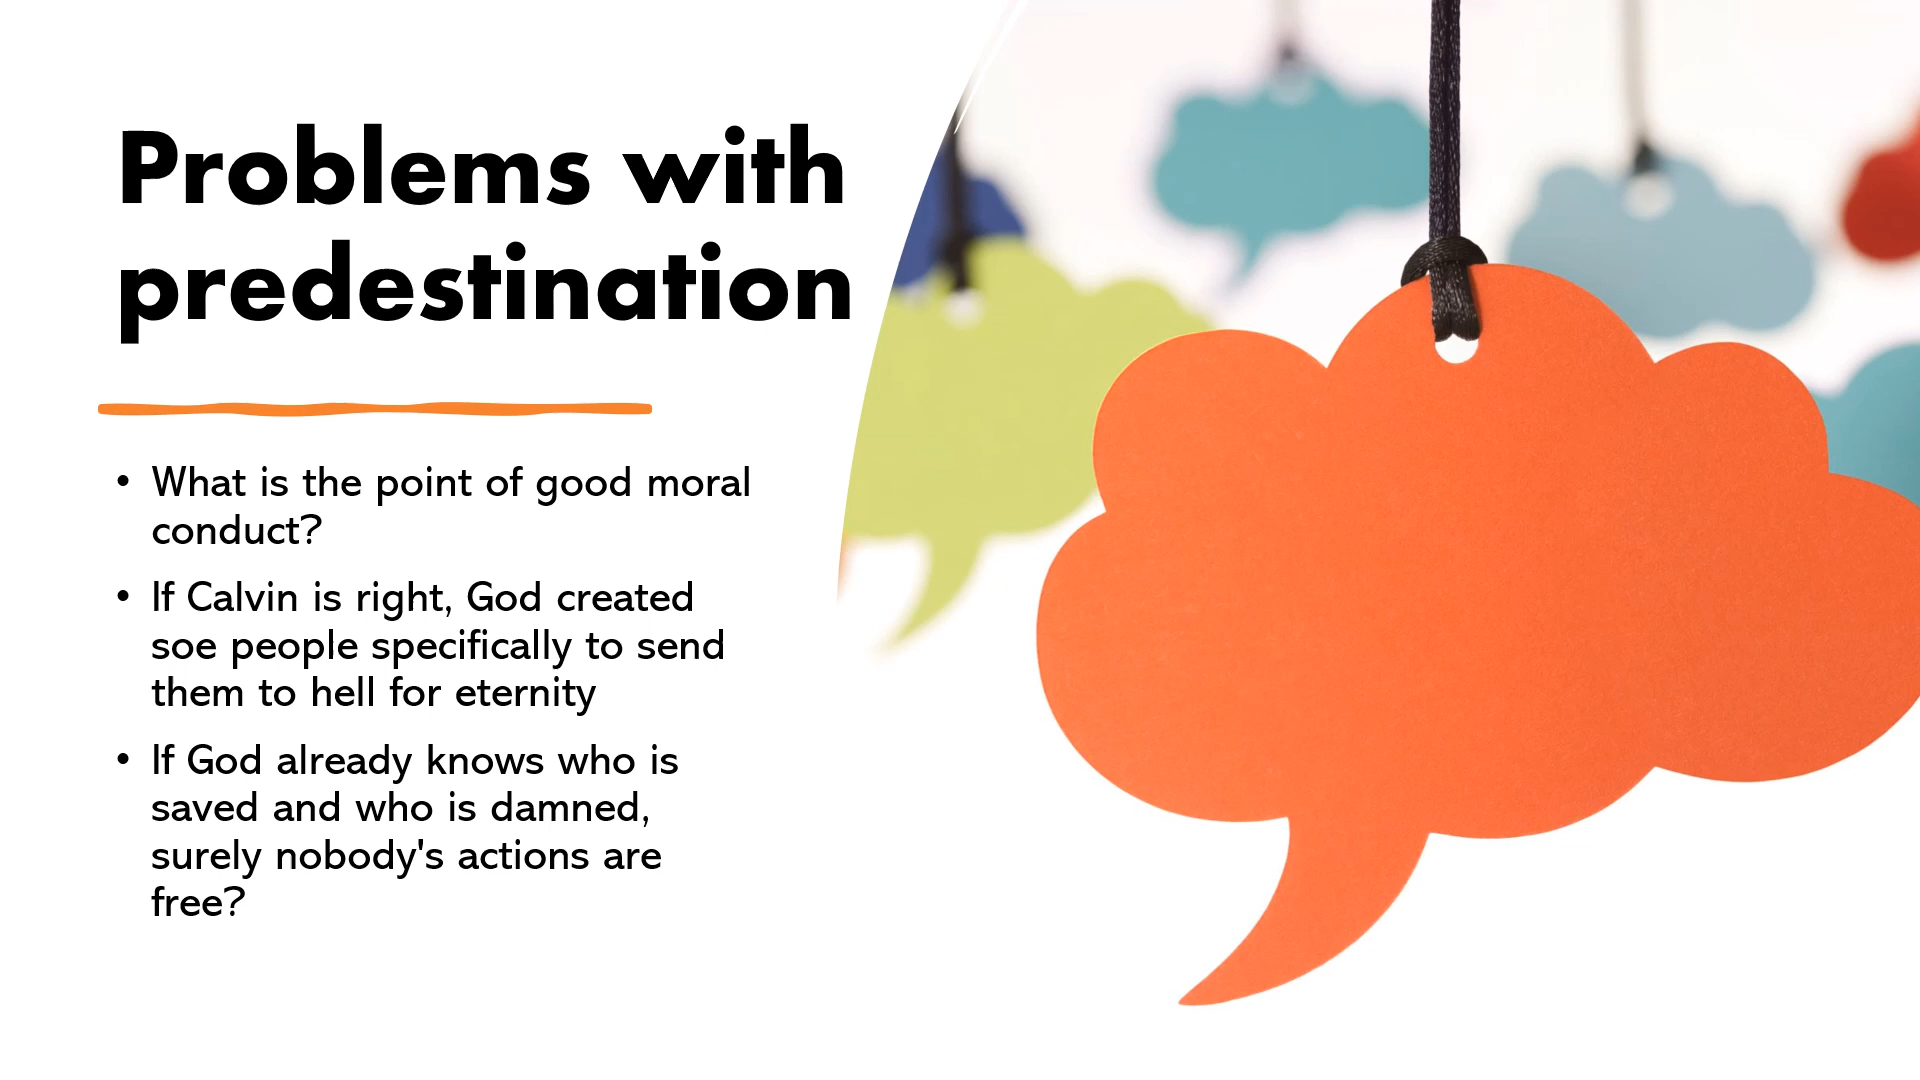 Problems with
predestination
• What is the point of good moral
conduct?
• If Calvin is right, God created
soe people specifically to send
them to hell for eternity
• If God already knows who is
saved and who is damned,
surely nobody's actions are
free?